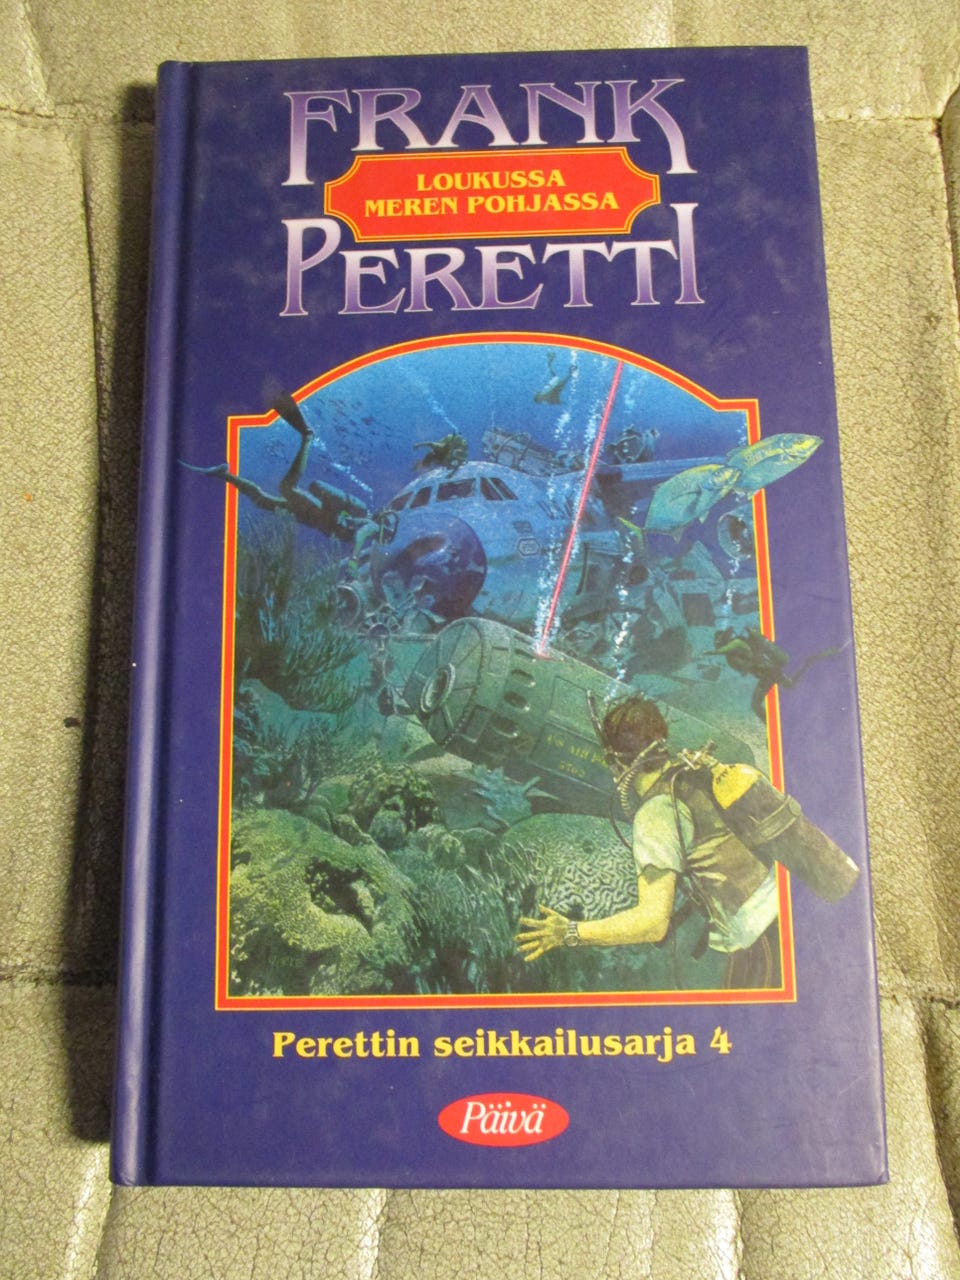 FRANK
LOUKUSSA
MEREN POHJASSA
PERETTI
Perettin seikkailusarja 4
Päivä